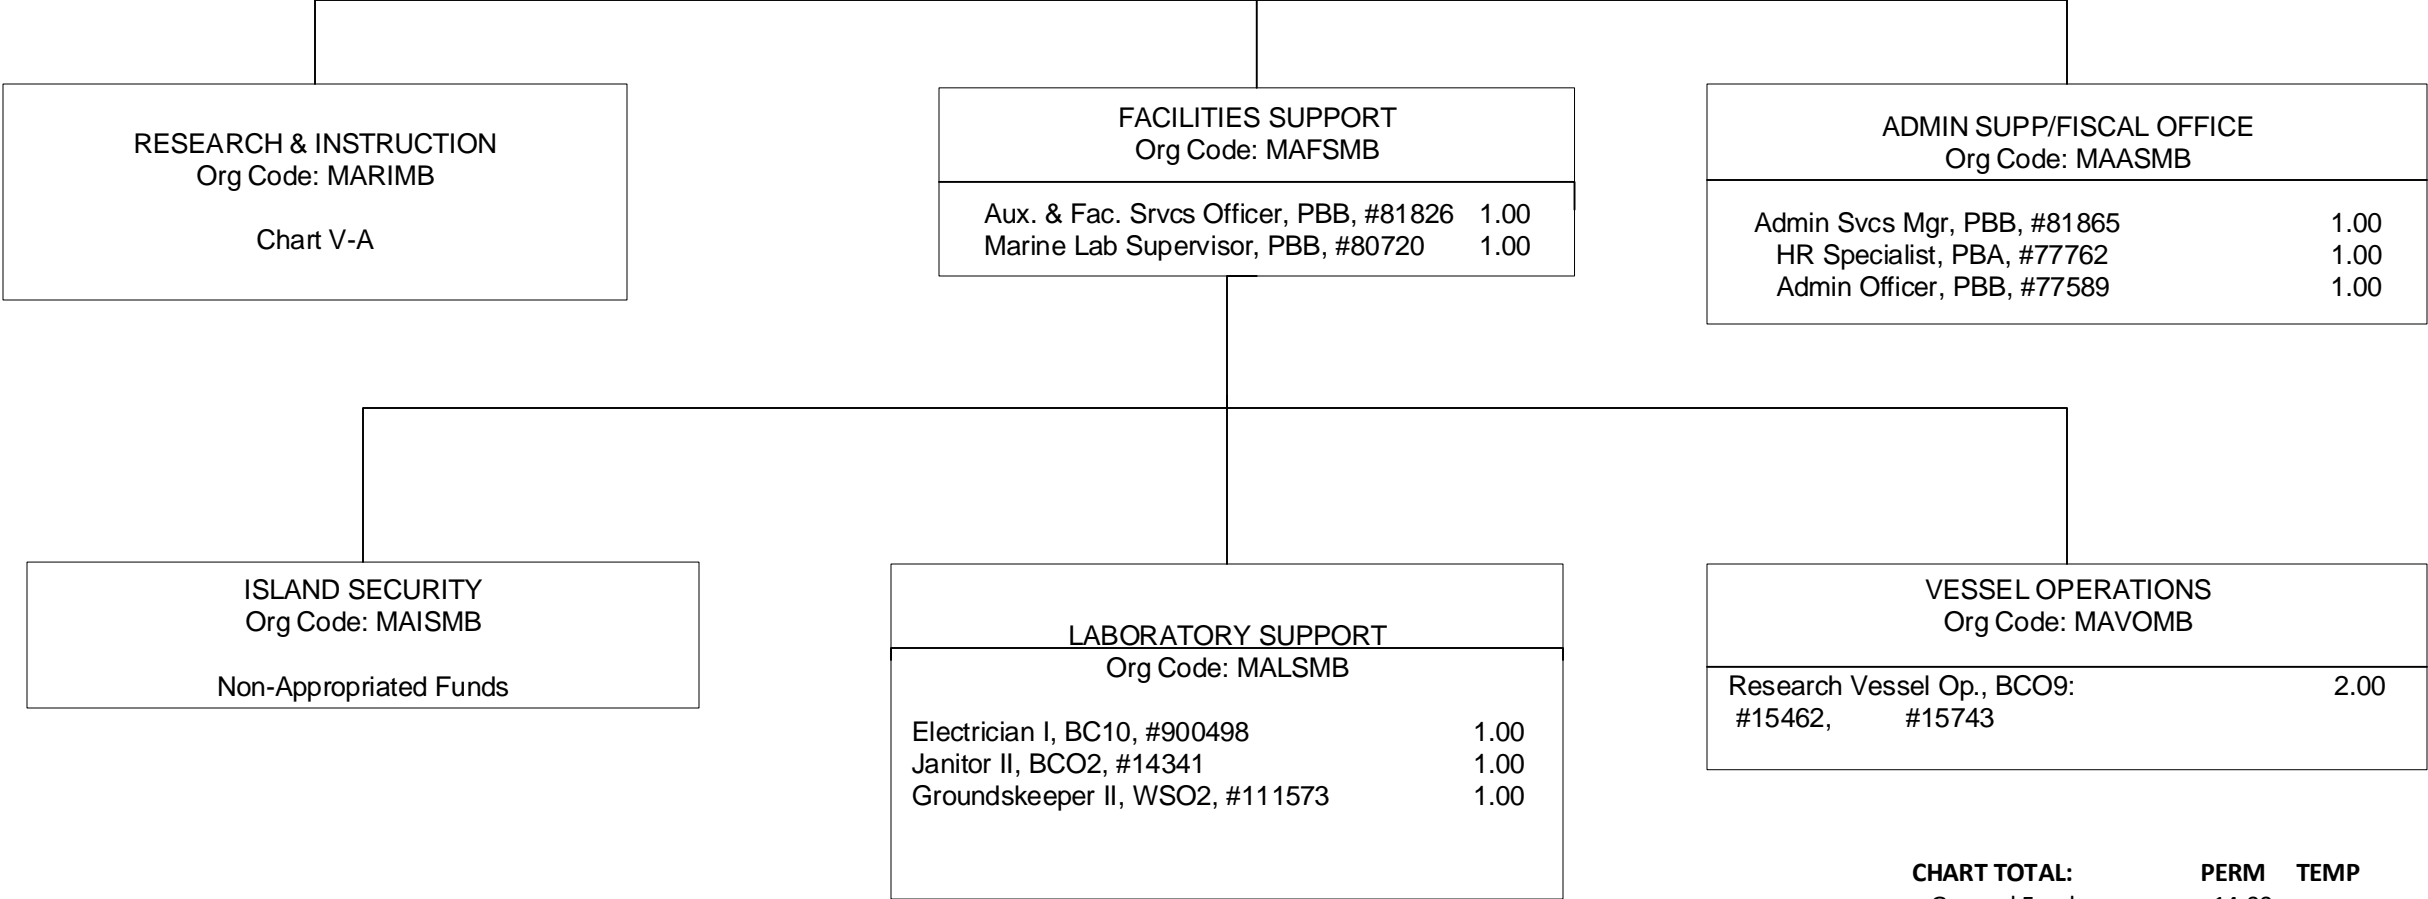 RESEARCH & INSTRUCTION
Org Code: MARIMB
Chart V-A
FACILITIES SUPPORT
Org Code: MAFSMB
Aux. & Fac. Srvcs Officer, PBB, #81826 1.00
Marine Lab Supervisor, PBB, #80720 1.00
ADMIN SUPP/FISCAL OFFICE
Org Code: MAASMB
Admin Svcs Mgr, PBB, #81865 1.00
HR Specialist, PBA, #77762 1.00
Admin Officer, PBB, #77589 1.00
ISLAND SECURITY
Org Code: MAISMB
Non-Appropriated Funds
LABORATORY SUPPORT
Org Code: MALSMB
Electrician I, BC10, #900498 1.00
Janitor II, BCO2, #14341 1.00
Groundskeeper II, WSO2, #111573 1.00
VESSEL OPERATIONS
Org Code: MAVOMB
Research Vessel Op., BCO9: 2.00
#15462, #15743
CHART TOTAL: PERM TEMP